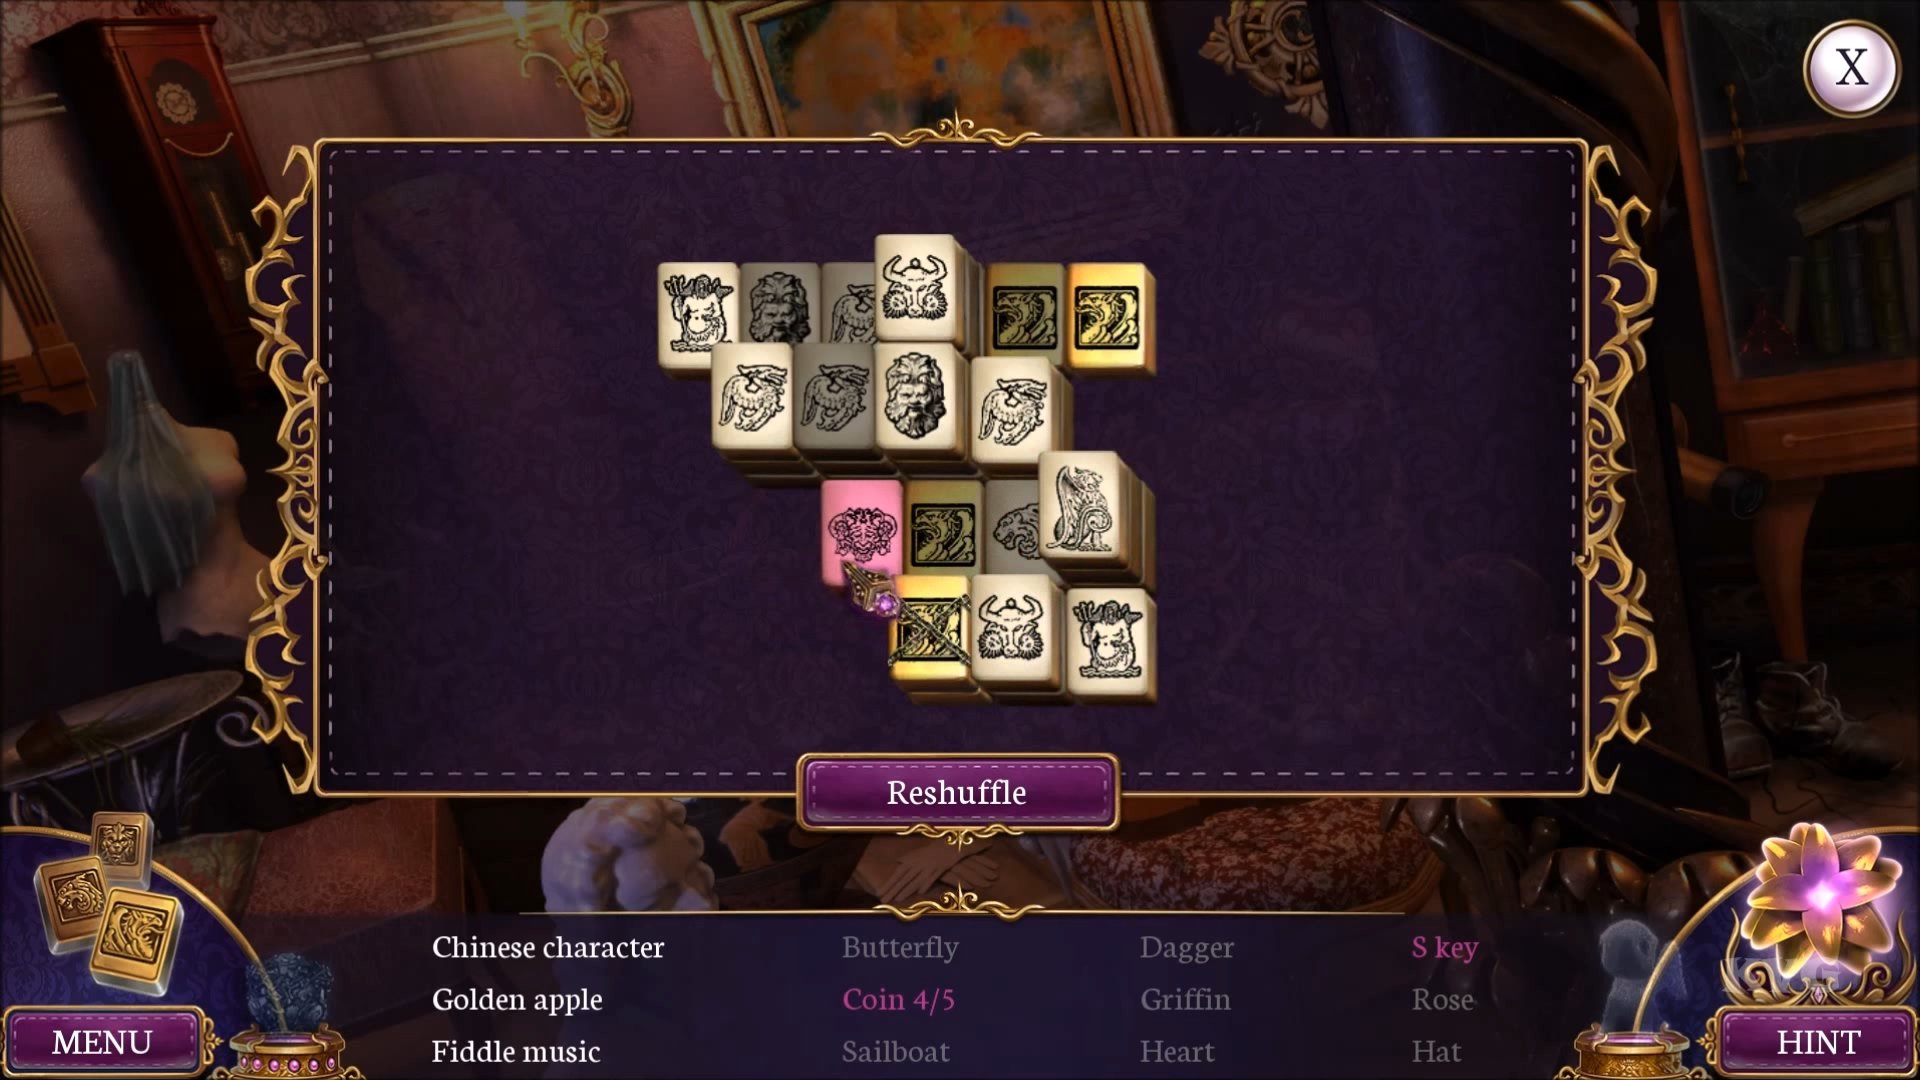 X
Reshuffle
Chinese character
Butterfly
Dagger
S key
Golden apple
Coin 4/5
Griffin
Rose
Fiddle music
Sailboat
Heart
Hat
MENU
HINT